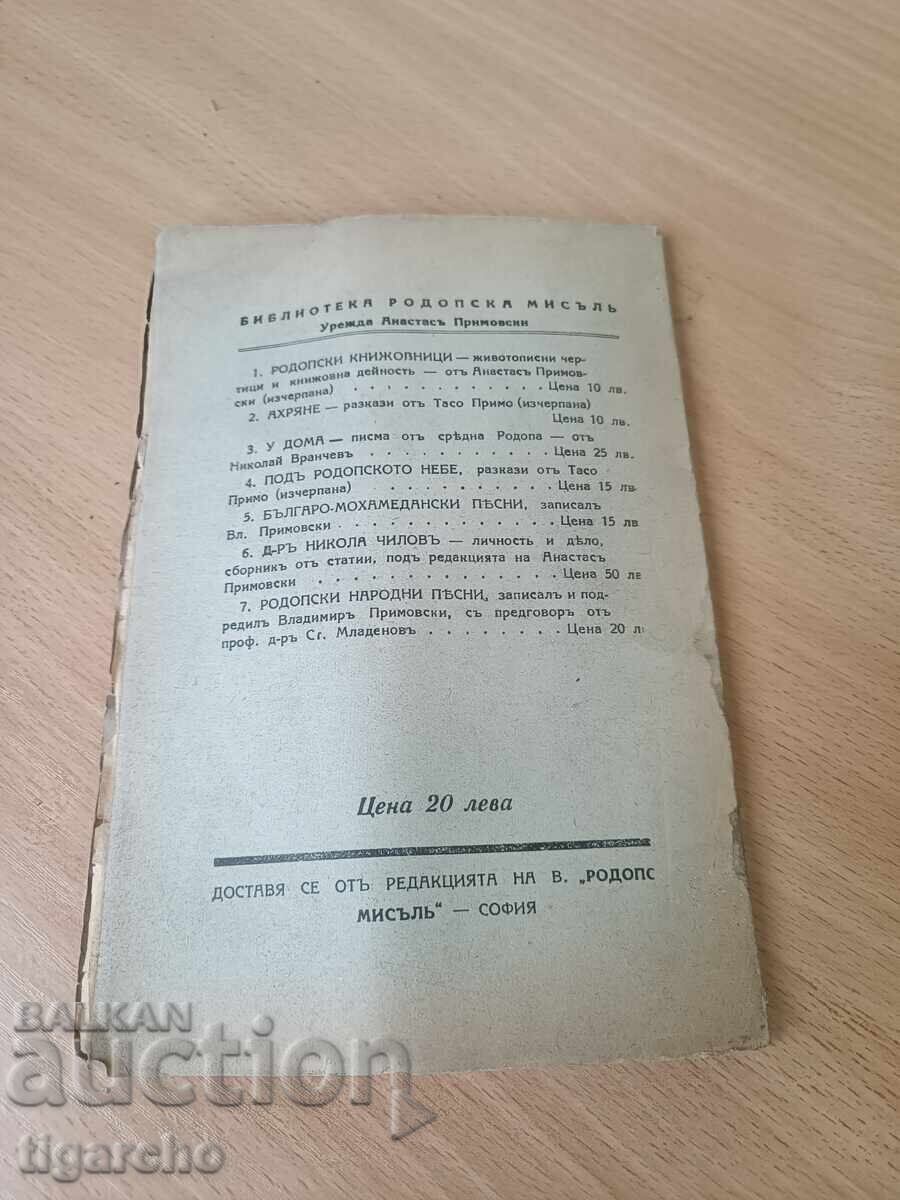 БИБЛИОТЕКА РОДОПСКА МИСЪЛЬ
Урежда Анастасъ Примовски
1. РОДОПСКИ КНИЖОВНИЦИ — животописни чер-
тици и книжовна дейность — отъ Анастасъ Примов-
ски (изчерпана) . . . . . . . . . . . . Цена 10 лв.
2. АХРЯНЕ — разкази отъ Тасо Примо (изчерпана)
Цена 10 лв.
3. У ДОМА — писма отъ срѣдна Родопа — отъ
Николай Вранчевъ . . . . . . . . . . . Цена 25 лв.
4. ПОДЪ РОДОПСКОТО НЕБЕ, разкази отъ Тасо
Примо (изчерпана) . . . . . . . . . . Цена 15 лв
5. БЪЛГАРО-МОХАМЕДАНСКИ ПѢСНИ, записалъ
Вл. Примовски . . . . . . . . . . . . . Цена 15 лв
6. Д-РЪ НИКОЛА ЧИЛОВЪ — личность и дѣло,
сборникъ отъ статии, подъ редакцията на Анастасъ
Примовски . . . . . . . . . . . . . . Цена 50 лв
7. РОДОПСКИ НАРОДНИ ПѢСНИ, записалъ и под-
редилъ Владимиръ Примовски, съ предговоръ отъ
проф. д-ръ Ст. Младеновъ . . . . . . . . Цена 20 л
Цена 20 лева
ДОСТАВЯ СЕ ОТЪ РЕДАКЦИЯТА НА В. „РОДОПС
МИСЪЛЬ“ — СОФИЯ
BALKAN
auction
tigarcho